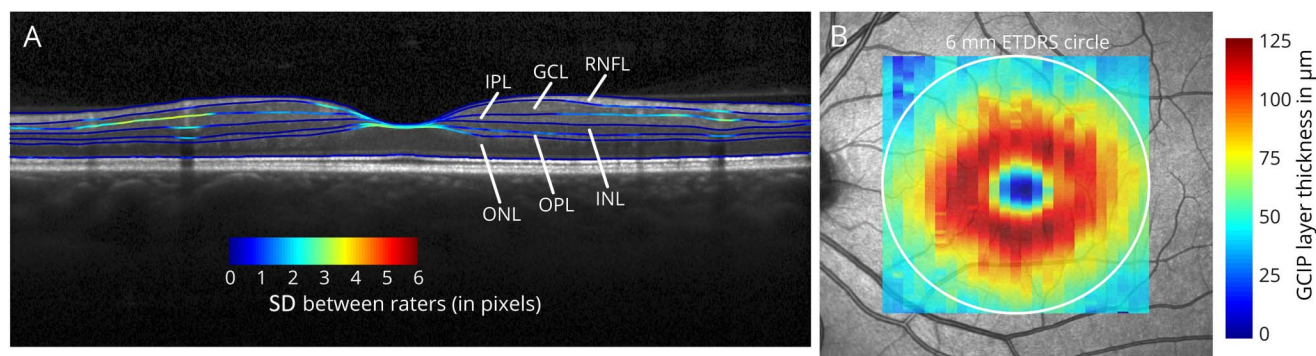 A
IPL
GCL
RNFL
ONL
OPL
INL
0 1 2 3 4 5 6
SD between raters (in pixels)
B
6 mm ETDRS circle
125
100
75
50
25
0
GCIP layer thickness in µm